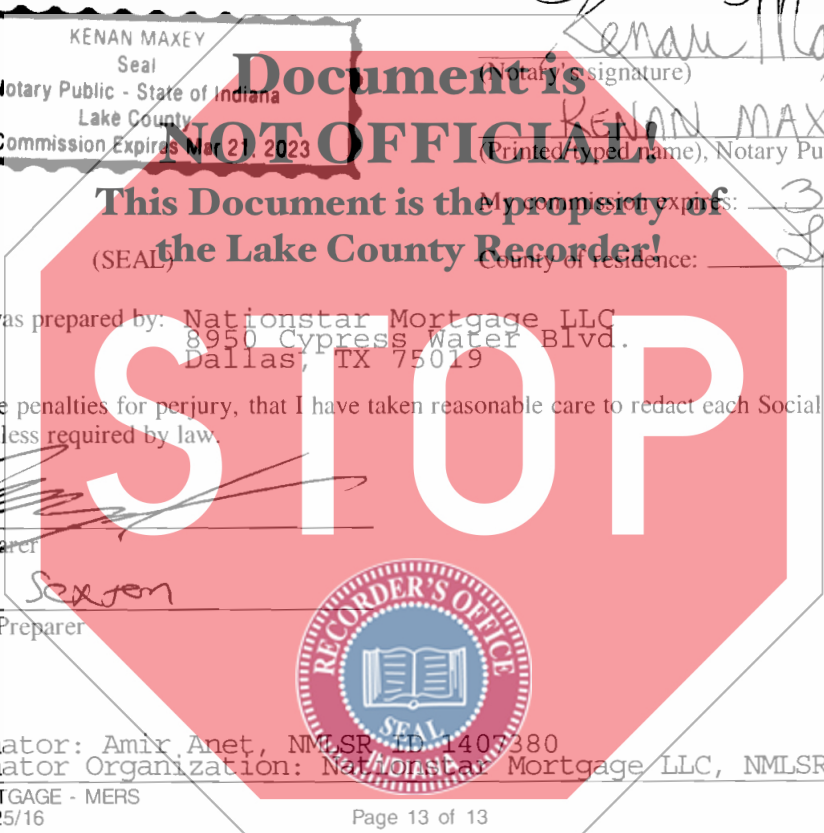 KENAN MAXEY
Seal
Notary Public - State of Indiana
Lake County
Commission Expires Mar 21, 2023
Kenan
(Notary's signature)
KENAN MAX
(Printed/typed name), Notary Pu
My commission expires: 3
(SEAL)
County of residence:
Document is
NOT OFFICIAL!
This Document is the property of
the Lake County Recorder!
STOP
as prepared by: Nationstar Mortgage LLC
8950 Cypress Water Blvd.
Dallas, TX 75019
e penalties for perjury, that I have taken reasonable care to redact each Social
less required by law.
arer
Sexton
Preparer
RECORDER'S OFFICE
SEAL
INDIANA
ator: Amir Anet, NMLSR ID 1407380
ator Organization: Nationstar Mortgage LLC, NMLSR
TGAGE - MERS
5/16
Page 13 of 13